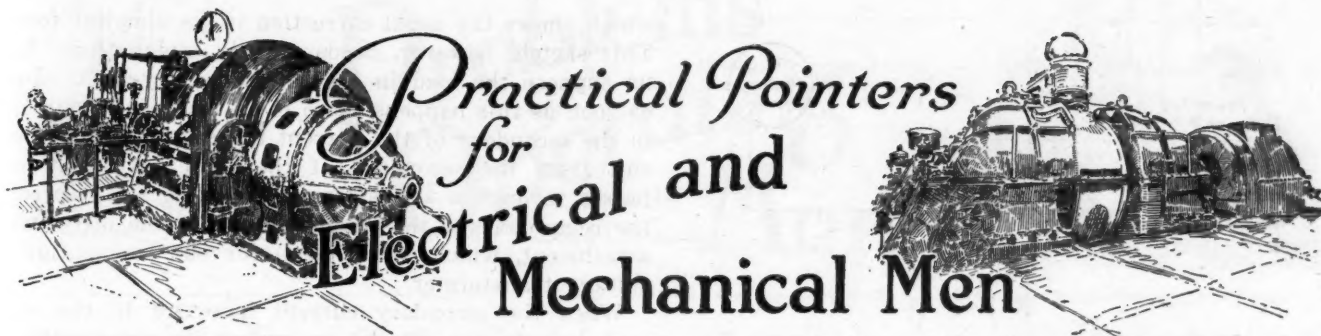 Practical Pointers
for
Electrical and
Mechanical Men